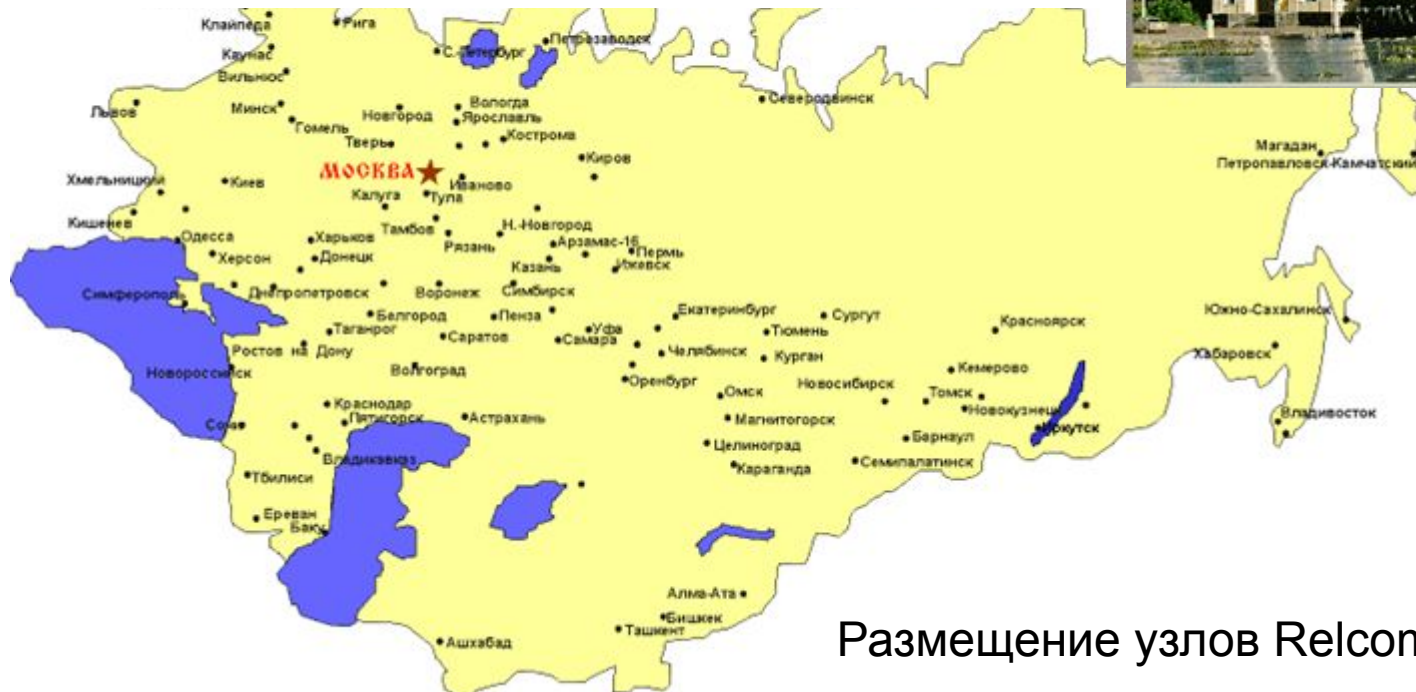 Клайпеда
Рига
Каунас
С.-Петербург
Петрозаводск
Вильнюс
Львов
Минск
Гомель
Новгород
Вологда
Ярославль
Северодвинск
Тверь
Кострома
Киров
Магадан
Петропавловск-Камчатский
МОСКВА
Хмельницкий
Киев
Иваново
Калуга
Тула
Кишенев
Тамбов
Н.-Новгород
Одесса
Харьков
Рязань
Арзамас-16
Пермь
Херсон
Донецк
Казань
Ижевск
Симферополь
Днепропетровск
Воронеж
Симбирск
Белгород
Пенза
Екатеринбург
Сургут
Южно-Сахалинск
Таганрог
Саратов
Уфа
Самара
Тюмень
Красноярск
Ростов на Дону
Челябинск
Курган
Хабаровск
Новороссийск
Волгоград
Оренбург
Новосибирск
Кемерово
Омск
Томск
Краснодар
Пятигорск
Астрахань
Магнитогорск
Новокузнецк
Владивосток
Сочи
Иркутск
Целиноград
Барнаул
Владикавказ
Караганда
Семипалатинск
Тбилиси
Ереван
Баку
Алма-Ата
Бишкек
Ташкент
Ашхабад
Размещение узлов Relcom